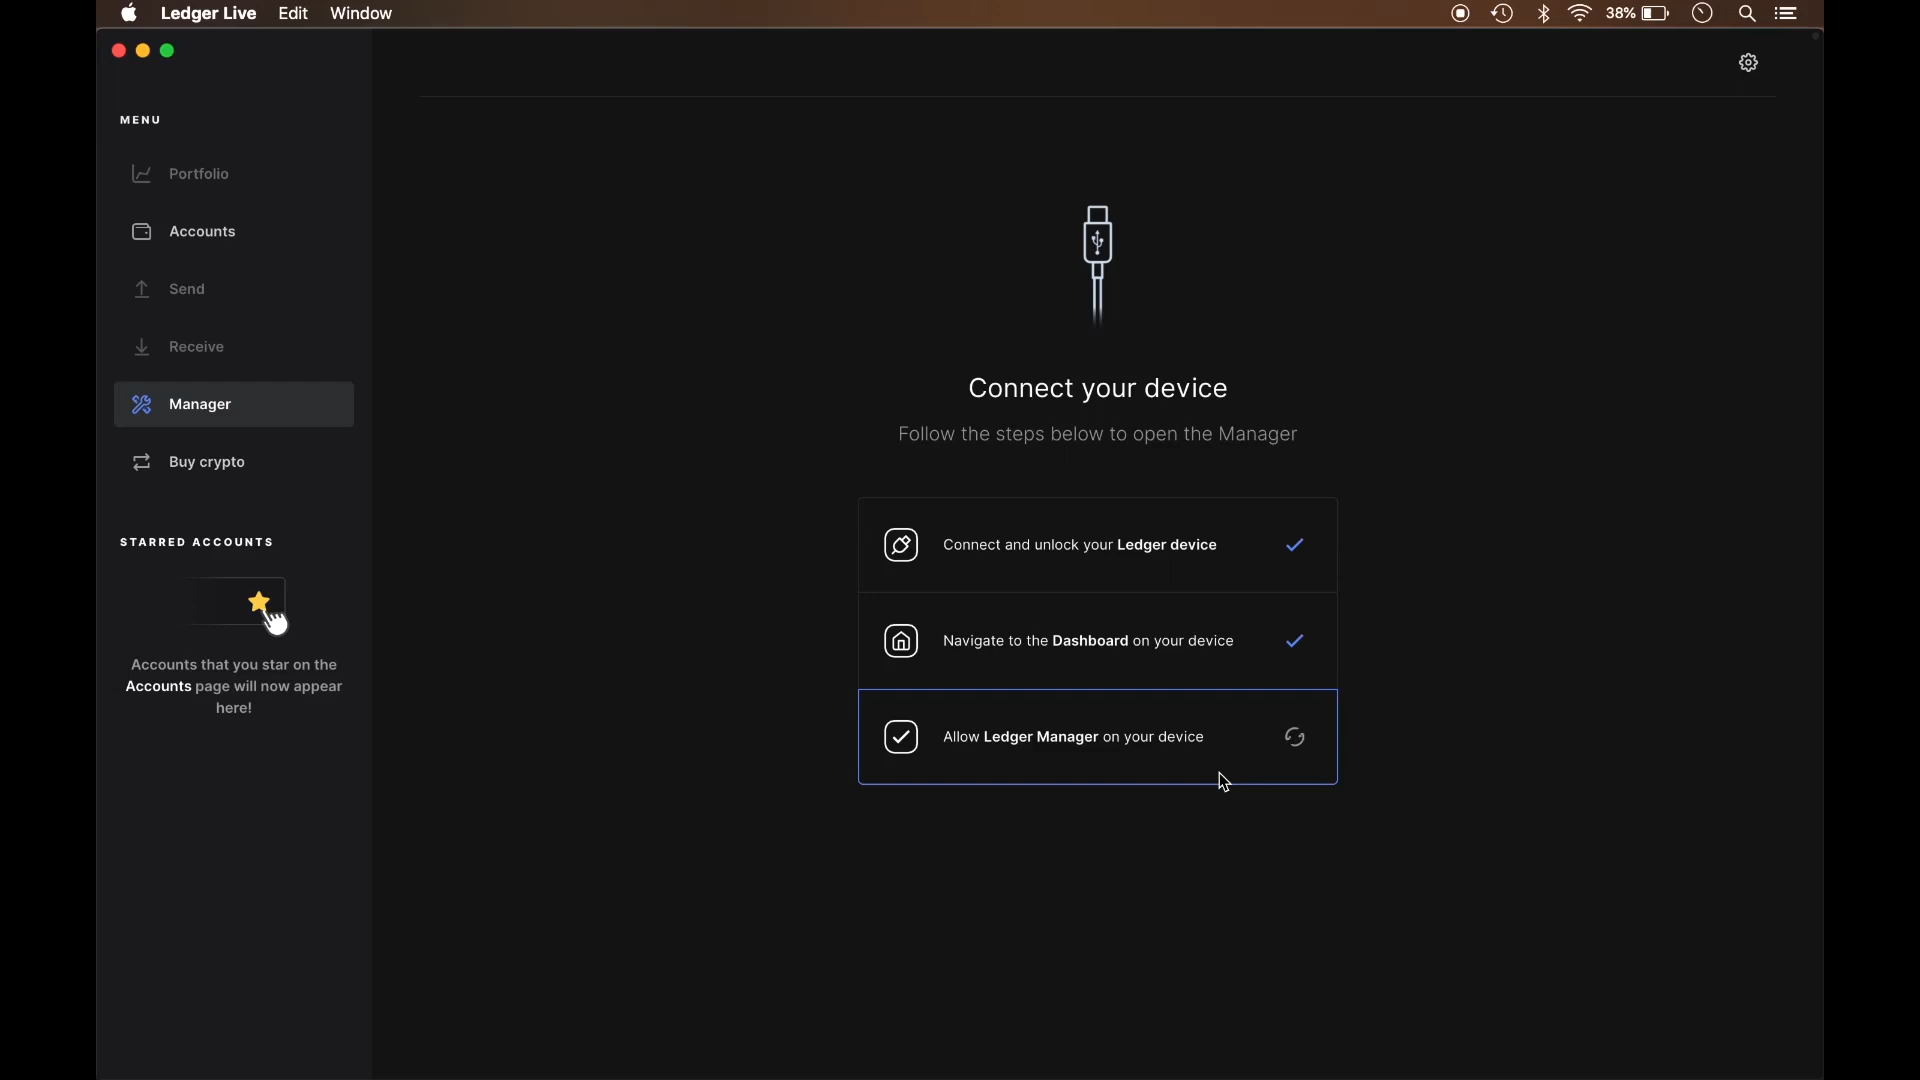 Ledger Live Edit Window 38%
MENU
Portfolio
Accounts
Send
Receive
Manager
Buy crypto
STARRED ACCOUNTS
Accounts that you star on the
Accounts page will now appear
here!
Connect your device
Follow the steps below to open the Manager
Connect and unlock your Ledger device
Navigate to the Dashboard on your device
Allow Ledger Manager on your device